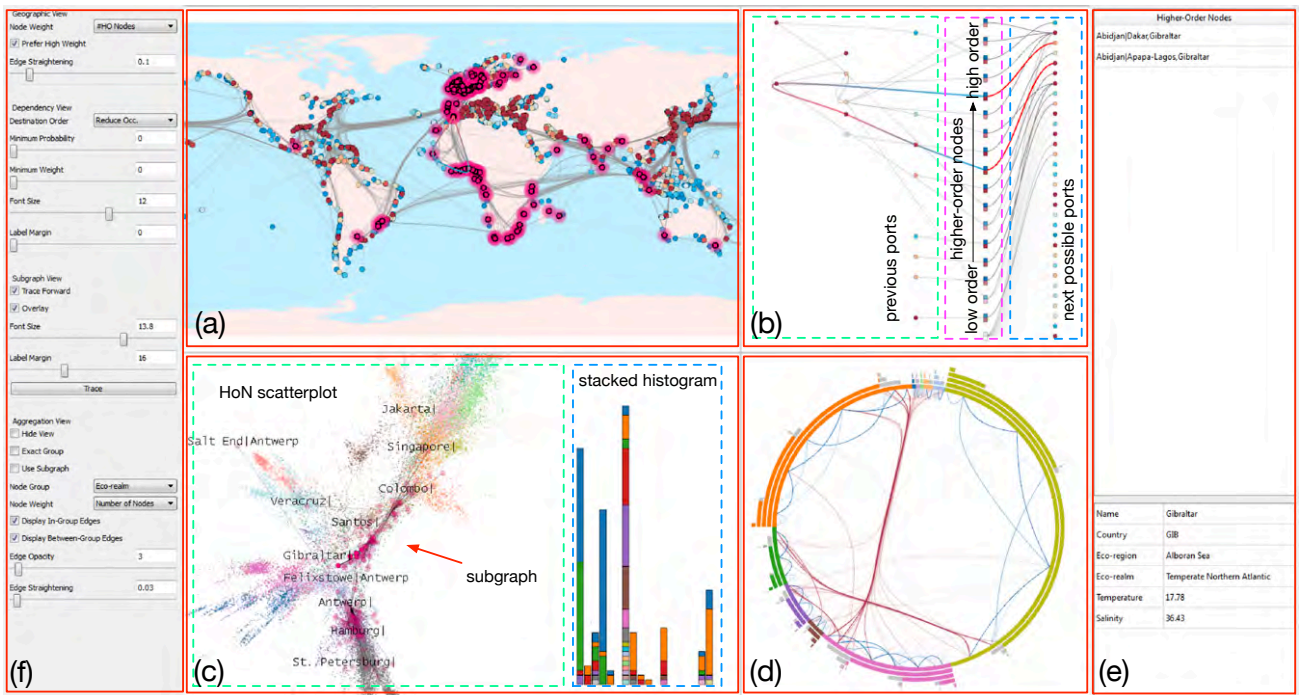 Geographic View
Node Weight #HO Nodes
Prefer High Weight
Edge Straightening 0.1
Dependency View
Destination Order Reduce Occ.
Minimum Probability 0
Minimum Weight 0
Font Size 12
Label Margin 0
Subgraph View
Trace Forward
Overlay
Font Size 13.8
Label Margin 16
Trace
Aggregation View
Hide View
Exact Group
Use Subgraph
Node Group Eco-realm
Node Weight Number of Nodes
Display In-Group Edges
Display Between-Group Edges
Edge Opacity 3
Edge Straightening 0.03
(f)
(a)
previous ports
low order
high order
higher-order nodes
next possible ports
(b)
HoN scatterplot
Jakarta|
Salt End|Antwerp
Singapore|
Colombo|
Veracruz|
Santos|
Gibraltar|
subgraph
Felixstowe|Antwerp
Antwerp|
Hamburg|
St. Petersburg|
(c)
stacked histogram
(d)
Higher-Order Nodes
Abidjan|Dakar,Gibraltar
Abidjan|Apapa-Lagos,Gibraltar
Name Gibraltar
Country GIB
Eco-region Alboran Sea
Eco-realm Temperate Northern Atlantic
Temperature 17.78
Salinity 36.43
(e)